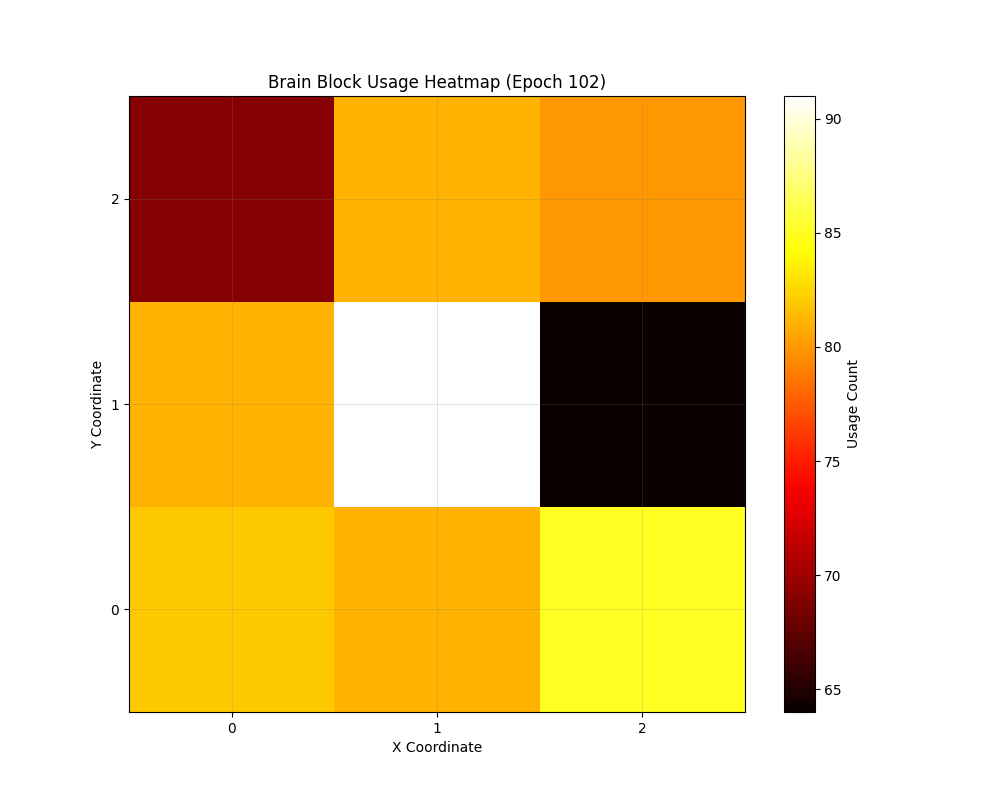 Brain Block Usage Heatmap (Epoch 102)
90
85
80
75
70
65
Usage Count
2
1
0
Y Coordinate
0 1 2
X Coordinate